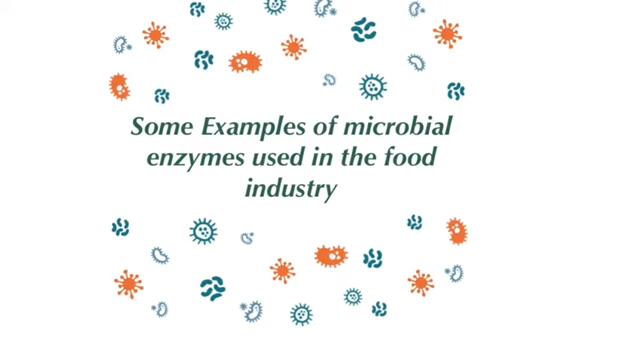 Some Examples of microbial
enzymes used in the food
industry